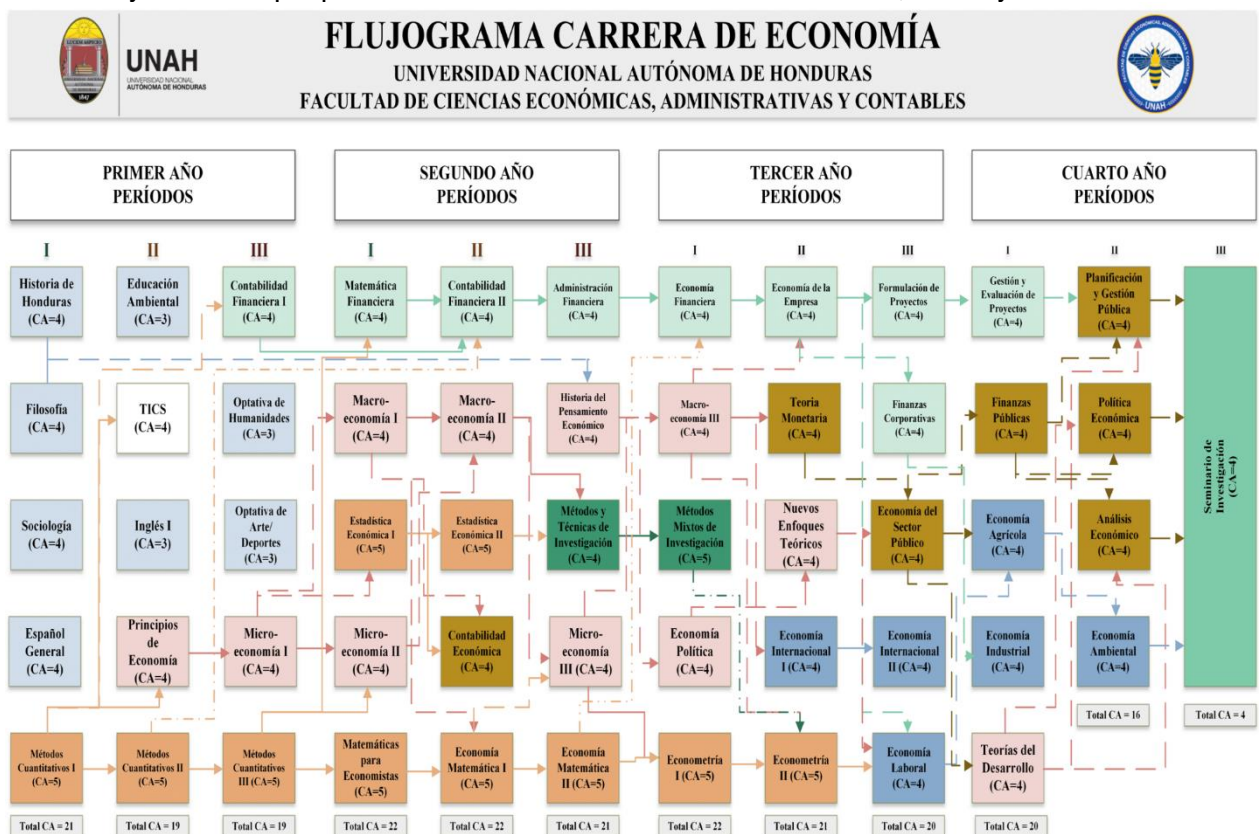 UNAH
UNIVERSIDAD NACIONAL
AUTÓNOMA DE HONDURAS
FLUJOGRAMA CARRERA DE ECONOMÍA
UNIVERSIDAD NACIONAL AUTÓNOMA DE HONDURAS
FACULTAD DE CIENCIAS ECONÓMICAS, ADMINISTRATIVAS Y CONTABLES
UNAH
PRIMER AÑO
PERÍODOS
SEGUNDO AÑO
PERÍODOS
TERCER AÑO
PERÍODOS
CUARTO AÑO
PERÍODOS
I
II
III
I
II
III
I
II
III
I
II
III
Historia de
Honduras
(CA=4)
Educación
Ambiental
(CA=3)
Contabilidad
Financiera I
(CA=4)
Matemática
Financiera
(CA=4)
Contabilidad
Financiera II
(CA=4)
Administración
Financiera
(CA=4)
Economía
Financiera
(CA=4)
Economía de la
Empresa
(CA=4)
Formulación de
Proyectos
(CA=4)
Gestión y
Evaluación de
Proyectos
(CA=4)
Planificación
y Gestión
Pública
(CA=4)
Filosofía
(CA=4)
TICS
(CA=4)
Optativa de
Humanidades
(CA=3)
Macro-
economía I
(CA=4)
Macro-
economía II
(CA=4)
Historia del
Pensamiento
Económico
(CA=4)
Macro-
economía III
(CA=4)
Teoria
Monetaria
(CA=4)
Finanzas
Corporativas
(CA=4)
Finanzas
Públicas
(CA=4)
Política
Económica
(CA=4)
Seminario de
Investigación
(CA=4)
Sociología
(CA=4)
Inglés I
(CA=3)
Optativa de
Arte/
Deportes
(CA=3)
Estadística
Económica I
(CA=5)
Estadística
Económica II
(CA=5)
Métodos y
Técnicas de
Investigación
(CA=4)
Métodos
Mixtos de
Investigación
(CA=5)
Nuevos
Enfoques
Teóricos
(CA=4)
Economía del
Sector
Público
(CA=4)
Economía
Agrícola
(CA=4)
Análisis
Económico
(CA=4)
Español
General
(CA=4)
Principios
de
Economía
(CA=4)
Micro-
economía I
(CA=4)
Micro-
economía II
(CA=4)
Contabilidad
Económica
(CA=4)
Micro-
economía
III (CA=4)
Economía
Política
(CA=4)
Economía
Internacional
I (CA=4)
Economía
Internacional
II (CA=4)
Economía
Industrial
(CA=4)
Economía
Ambiental
(CA=4)
Total CA = 16
Total CA = 4
Métodos
Cuantitativos I
(CA=5)
Métodos
Cuantitativos II
(CA=5)
Métodos
Cuantitativos
III (CA=5)
Matemáticas
para
Economistas
(CA=5)
Economía
Matemática I
(CA=5)
Economía
Matemática
II (CA=5)
Econometría
I (CA=5)
Econometría
II (CA=5)
Economía
Laboral
(CA=4)
Teorías del
Desarrollo
(CA=4)
Total CA = 21
Total CA = 19
Total CA = 19
Total CA = 22
Total CA = 22
Total CA = 21
Total CA = 22
Total CA = 21
Total CA = 20
Total CA = 20